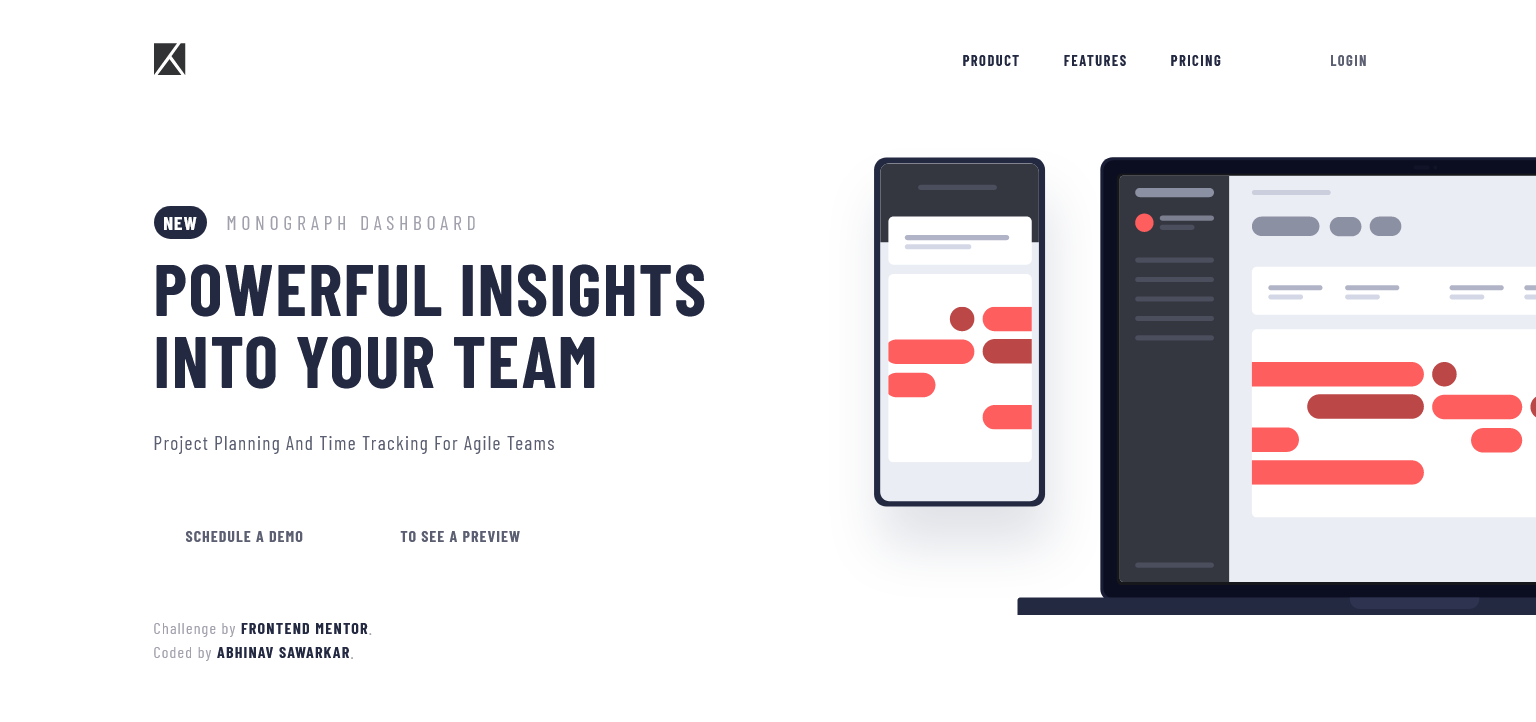 PRODUCT FEATURES PRICING LOGIN
NEW MONOGRAPH DASHBOARD
POWERFUL INSIGHTS
INTO YOUR TEAM
Project Planning And Time Tracking For Agile Teams
SCHEDULE A DEMO TO SEE A PREVIEW
Challenge by FRONTEND MENTOR.
Coded by ABHINAV SAWARKAR.